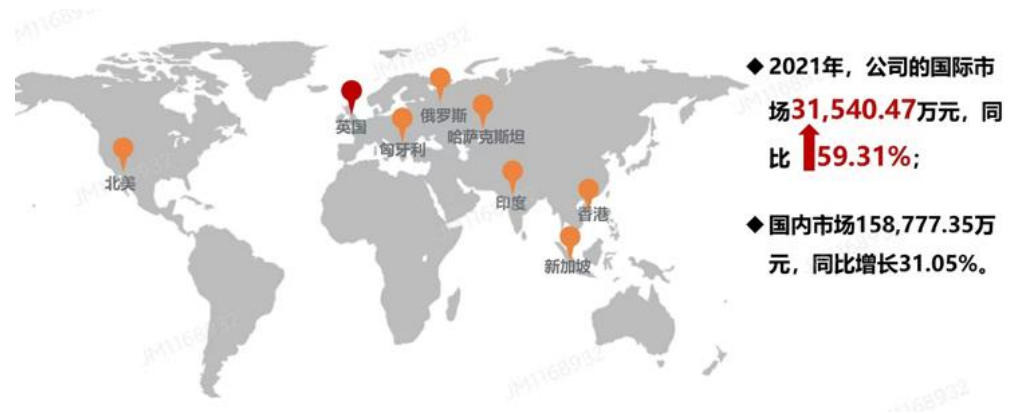 JM1168932
◆2021年，公司的国际市
场31,540.47万元，同
比 59.31%；
◆国内市场158,777.35万
元，同比增长31.05%。
俄罗斯
英国
哈萨克斯坦
匈牙利
北美
印度
香港
新加坡
JM1168932
JM1168932